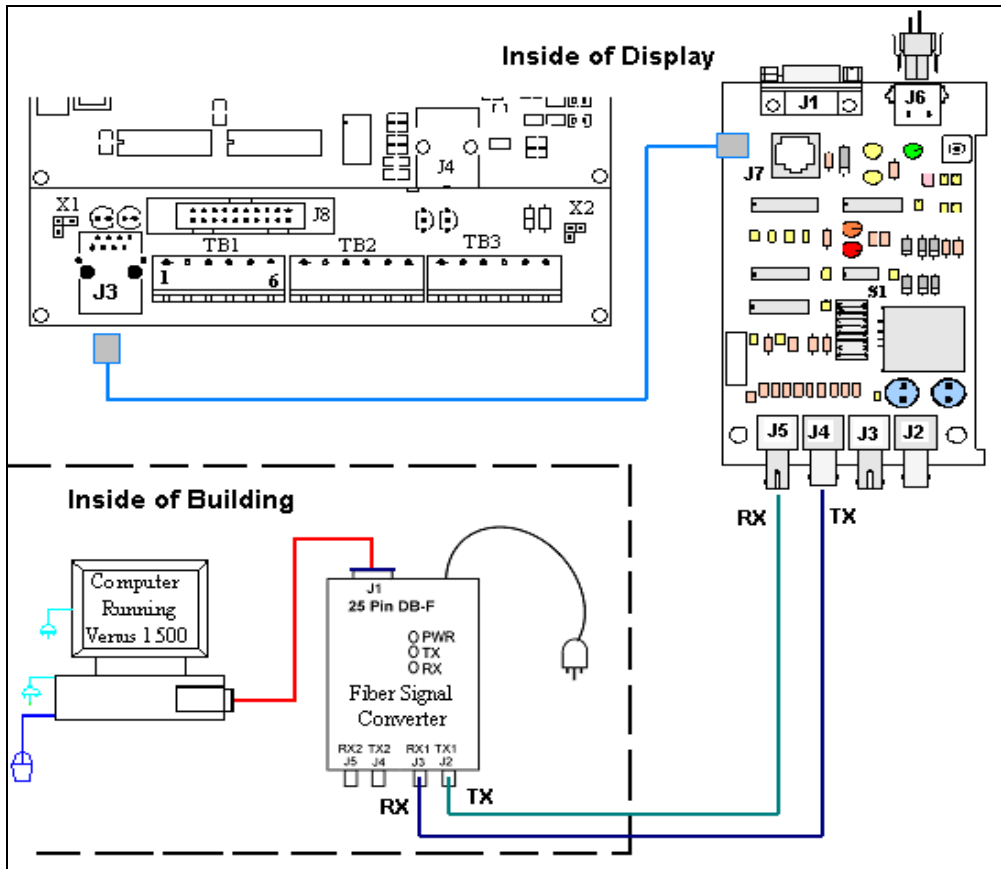 Inside of Display
J1
J6
J4
J7
X1
J8
X2
TB1
TB2
TB3
1
6
J3
S1
J5
J4
J3
J2
RX
TX
Inside of Building
Computer
Running
Venus 1500
J1
25 Pin DB-F
PWR
TX
RX
Fiber Signal
Converter
RX2 TX2 RX1 TX1
J5 J4 J3 J2
RX
TX